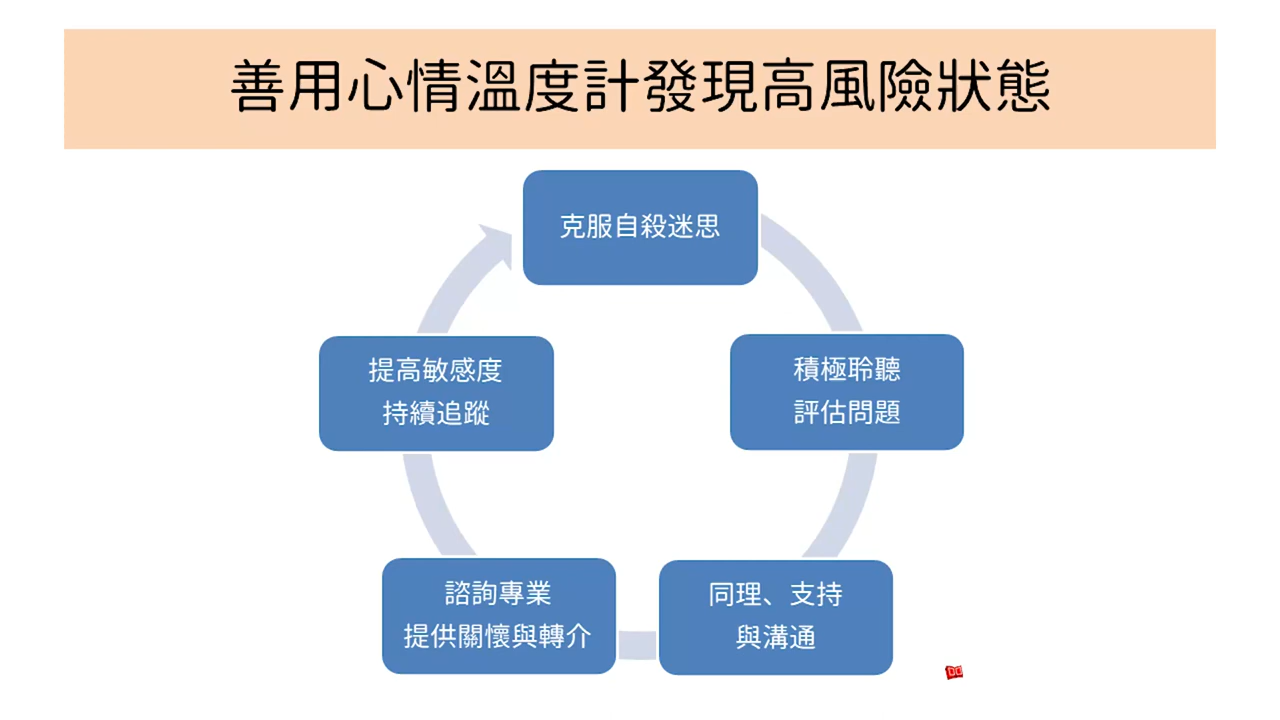 善用心情溫度計發現高風險狀態
克服自殺迷思
積極聆聽
評估問題
同理、支持
與溝通
諮詢專業
提供關懷與轉介
提高敏感度
持續追蹤